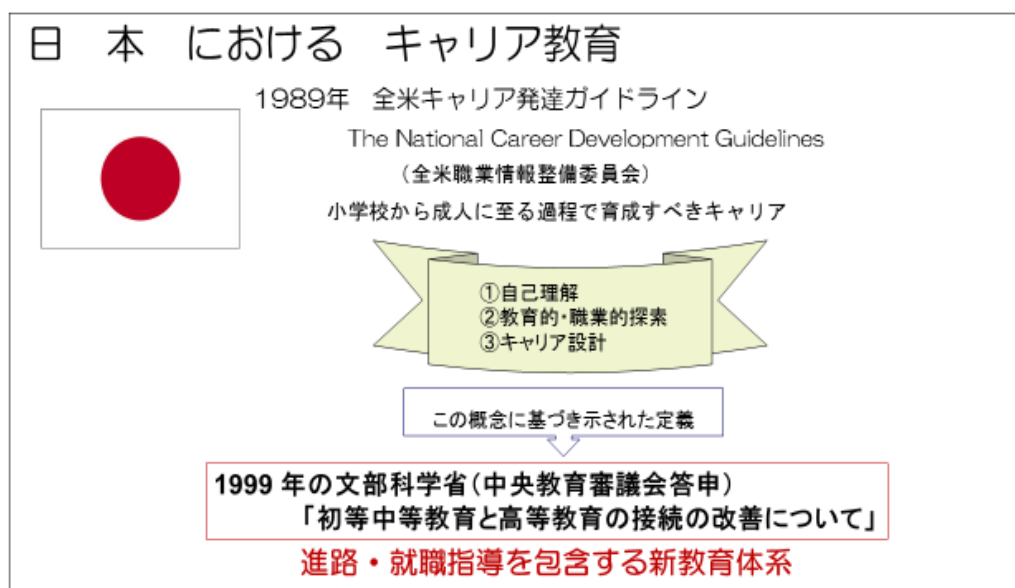 日 本 における キャリア教育
1989年 全米キャリア発達ガイドライン
The National Career Development Guidelines
（全米職業情報整備委員会）
小学校から成人に至る過程で育成すべきキャリア
①自己理解
②教育的・職業的探素
③キャリア設計
この概念に基づき示された定義
1999 年の文部科学省（中央教育審議会答申）
「初等中等教育と高等教育の接続の改善について」
進路・就職指導を包含する新教育体系